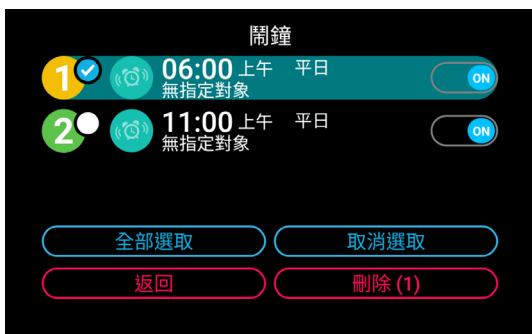 鬧鐘
1 06:00 上午 平日 ON
無指定對象
2 11:00 上午 平日 ON
無指定對象
全部選取 取消選取
返回 刪除 (1)